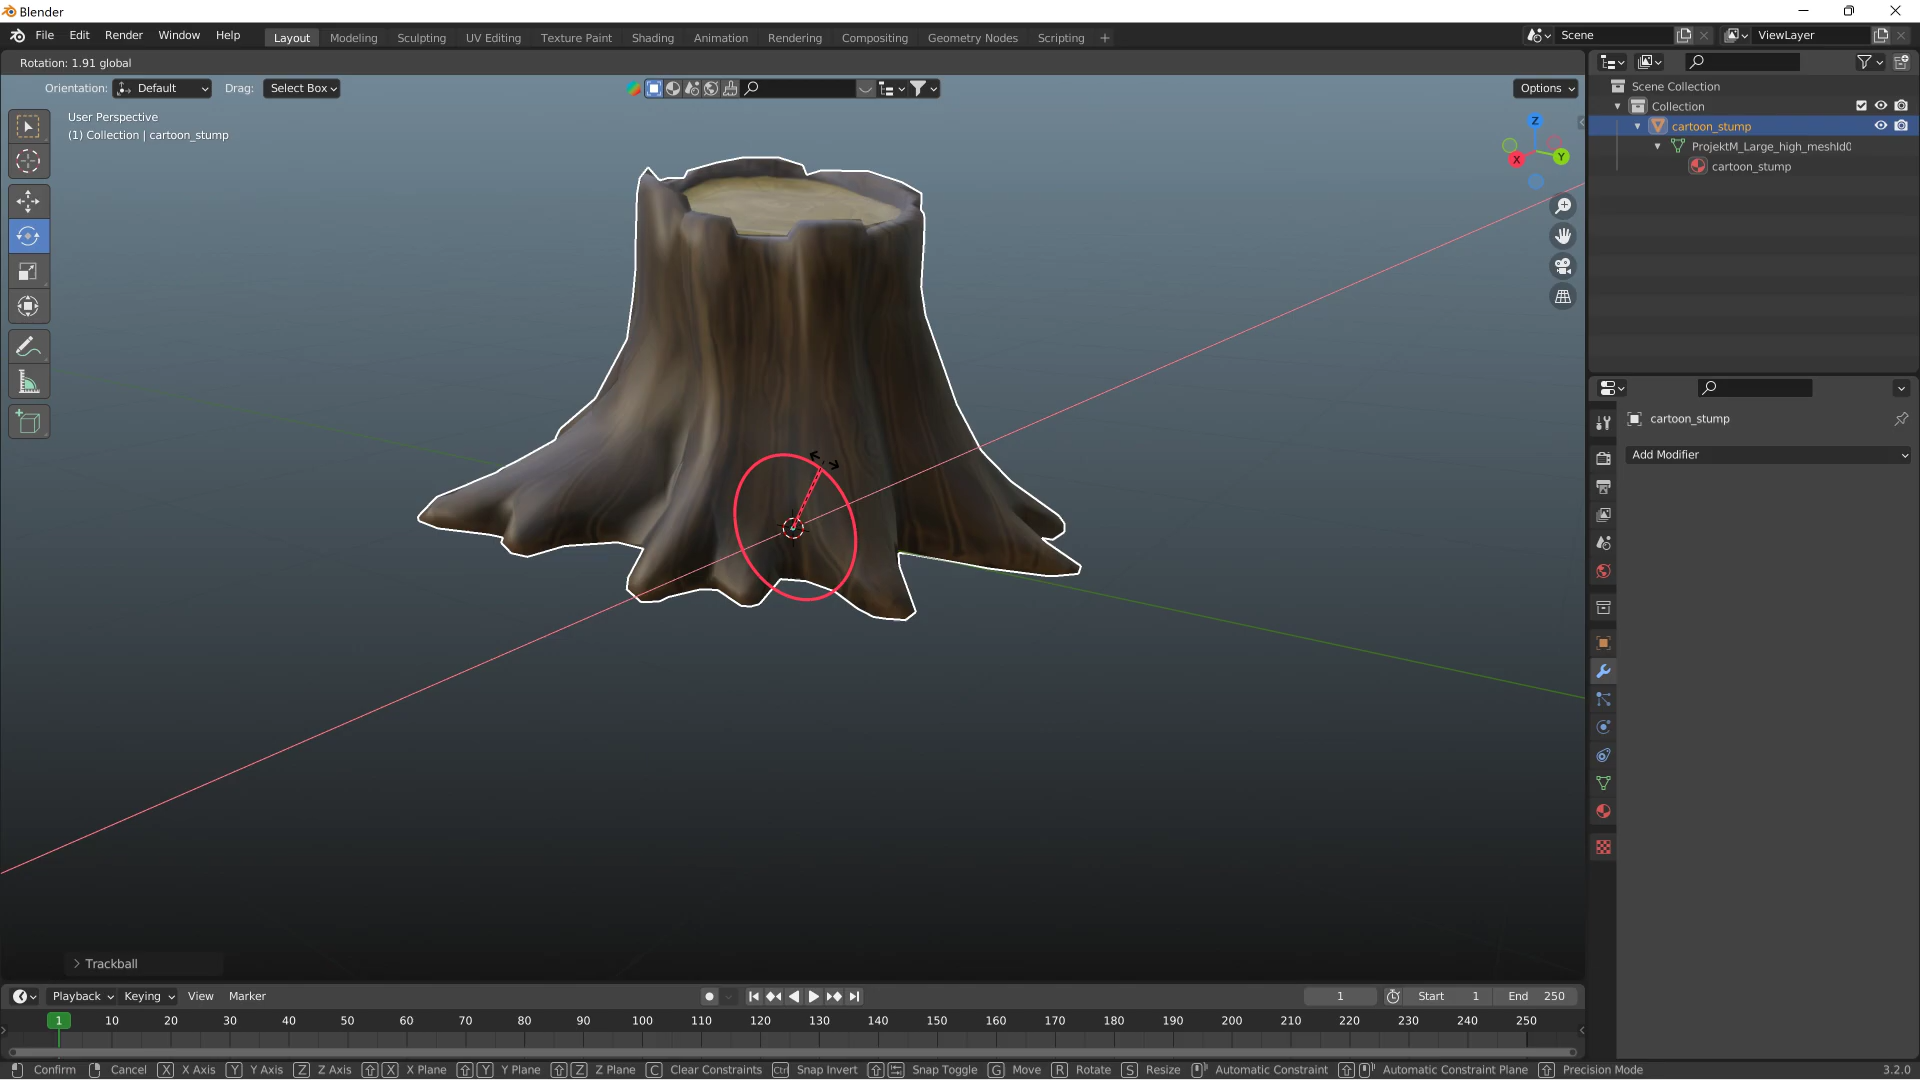 Blender
File Edit Render Window Help
Layout Modeling Sculpting UV Editing Texture Paint Shading Animation Rendering Compositing Geometry Nodes Scripting +
Scene
ViewLayer
Rotation: 1.91 global
Orientation: Default Drag: Select Box
Options
User Perspective
(1) Collection | cartoon_stump
Z
X
Y
Scene Collection
Collection
cartoon_stump
ProjektM_Large_high_meshId0
cartoon_stump
cartoon_stump
Add Modifier
> Trackball
Playback Keying View Marker
1 Start 1 End 250
1 10 20 30 40 50 60 70 80 90 100 110 120 130 140 150 160 170 180 190 200 210 220 230 240 250
Confirm Cancel X X Axis Y Y Axis Z Z Axis X X Plane Y Y Plane Z Z Plane C Clear Constraints Ctrl Snap Invert Snap Toggle G Move R Rotate S Resize Automatic Constraint Automatic Constraint Plane Precision Mode 3.2.0